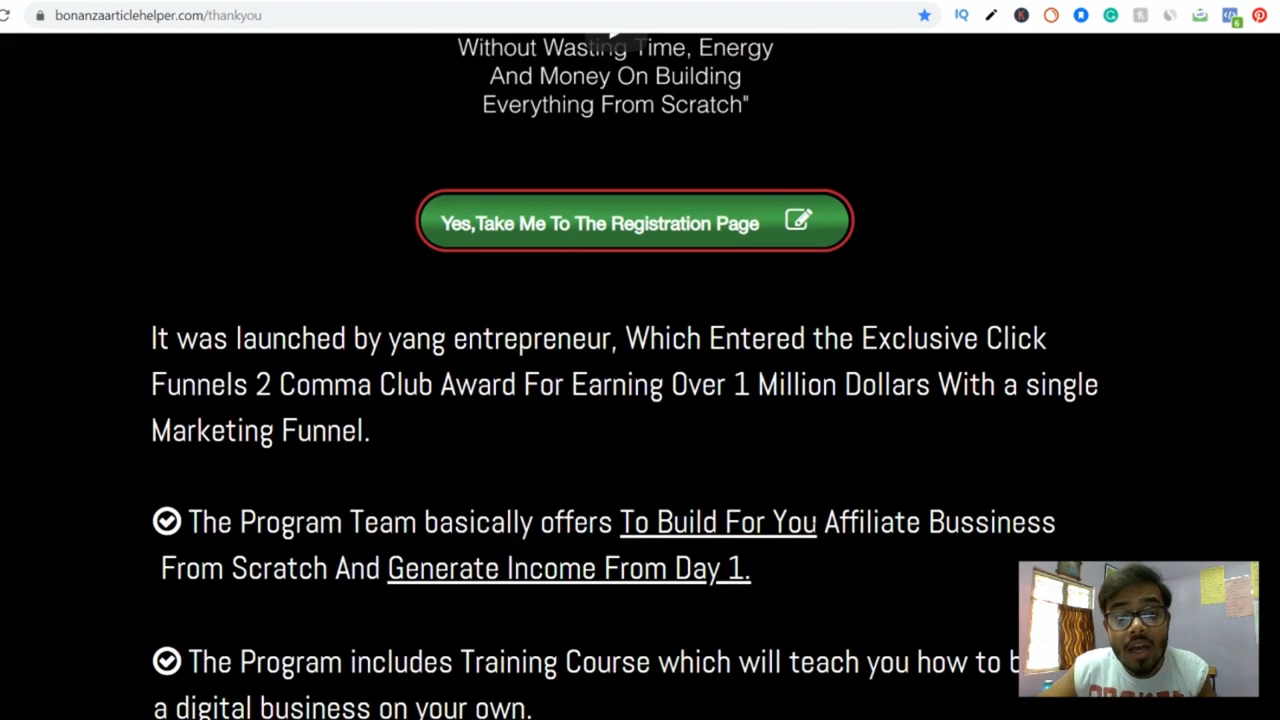 bonanzaarticlehelper.com/thankyou
Without Wasting Time, Energy
And Money On Building
Everything From Scratch"
Yes,Take Me To The Registration Page
It was launched by yang entrepreneur, Which Entered the Exclusive Click
Funnels 2 Comma Club Award For Earning Over 1 Million Dollars With a single
Marketing Funnel.
The Program Team basically offers To Build For You Affiliate Bussiness
From Scratch And Generate Income From Day 1.
The Program includes Training Course which will teach you how to b
a digital business on your own.